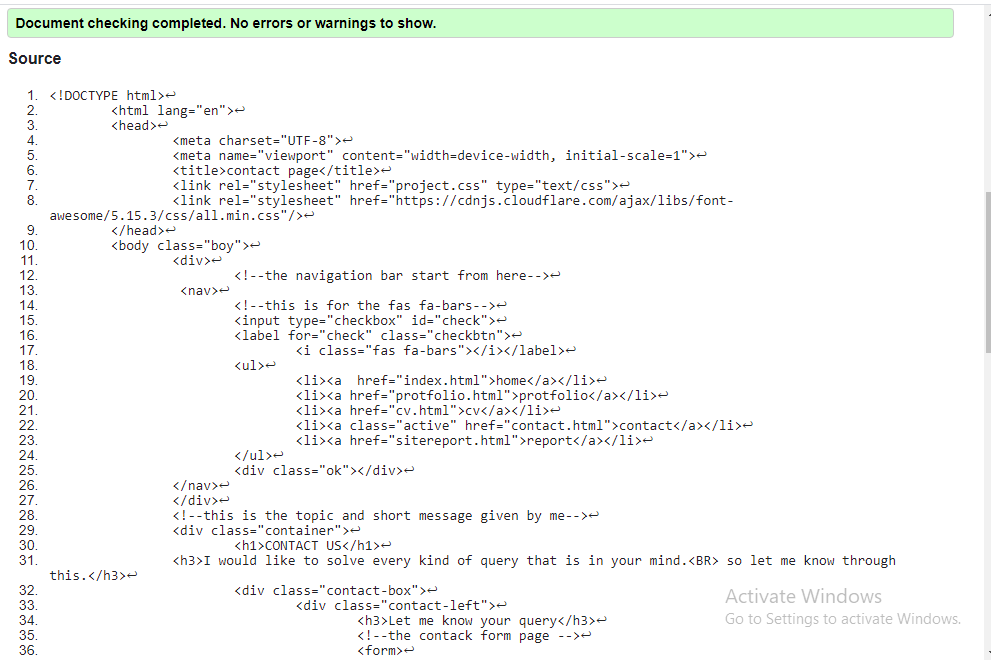 Document checking completed. No errors or warnings to show.
Source
1. <!DOCTYPE html>↩
2. <html lang="en">↩
3. <head>↩
4. <meta charset="UTF-8">↩
5. <meta name="viewport" content="width=device-width, initial-scale=1">↩
6. <title>contact page</title>↩
7. <link rel="stylesheet" href="project.css" type="text/css">↩
8. <link rel="stylesheet" href="https://cdnjs.cloudflare.com/ajax/libs/font-
awesome/5.15.3/css/all.min.css"/>↩
9. </head>↩
10. <body class="boy">↩
11. <div>↩
12. <!--the navigation bar start from here-->↩
13. <nav>↩
14. <!--this is for the fas fa-bars-->↩
15. <input type="checkbox" id="check">↩
16. <label for="check" class="checkbtn">↩
17. <i class="fas fa-bars"></i></label>↩
18. <ul>↩
19. <li><a  href="index.html">home</a></li>↩
20. <li><a href="protfolio.html">protfolio</a></li>↩
21. <li><a href="cv.html">cv</a></li>↩
22. <li><a class="active" href="contact.html">contact</a></li>↩
23. <li><a href="sitereport.html">report</a></li>↩
24. </ul>↩
25. <div class="ok"></div>↩
26. </nav>↩
27. </div>↩
28. <!--this is the topic and short message given by me-->↩
29. <div class="container">↩
30. <h1>CONTACT US</h1>↩
31. <h3>I would like to solve every kind of query that is in your mind.<BR> so let me know through
this.</h3>↩
32. <div class="contact-box">↩
33. <div class="contact-left">↩
34. <h3>Let me know your query</h3>↩
35. <!--the contack form page -->↩
36. <form>↩
Activate Windows
Go to Settings to activate Windows.